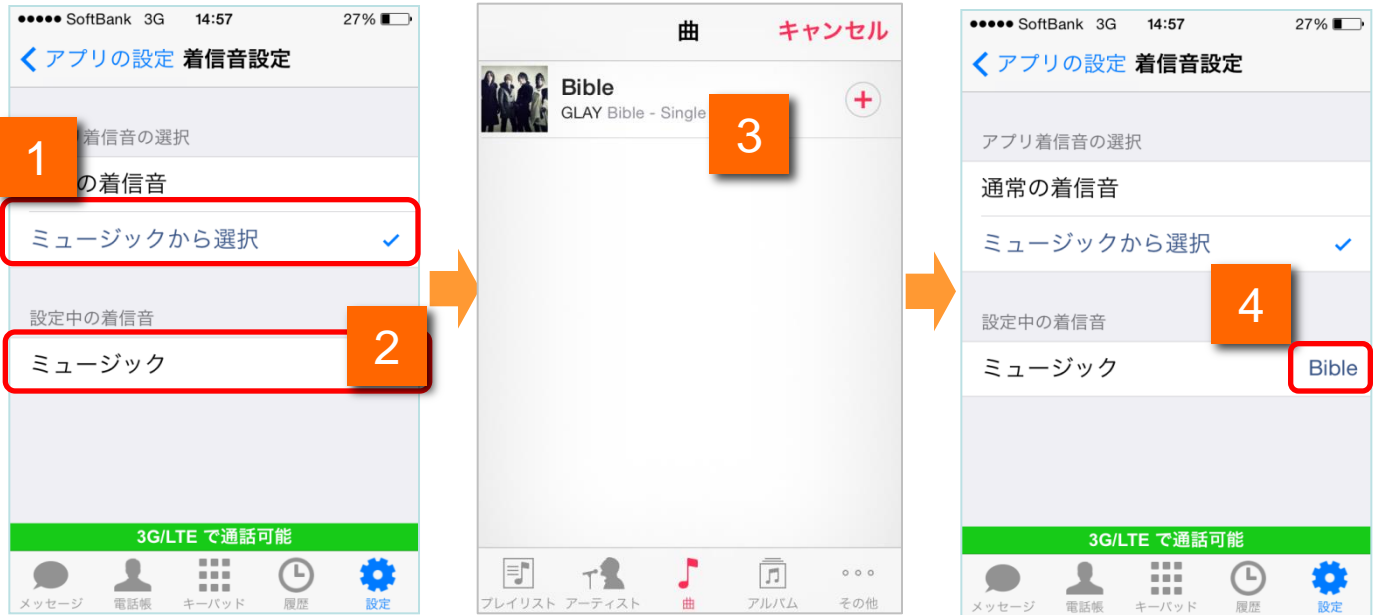 SoftBank 3G 14:57 27%
アプリの設定 着信音設定
1
着信音の選択
の着信音
ミュージックから選択
設定中の着信音
2
ミュージック
3G/LTE で通話可能
メッセージ 電話帳 キーパッド 履歴 設定
曲 キャンセル
Bible
GLAY Bible - Single
3
プレイリスト アーティスト 曲 アルバム その他
SoftBank 3G 14:57 27%
アプリの設定 着信音設定
アプリ着信音の選択
通常の着信音
ミュージックから選択
4
設定中の着信音
ミュージック Bible
3G/LTE で通話可能
メッセージ 電話帳 キーパッド 履歴 設定